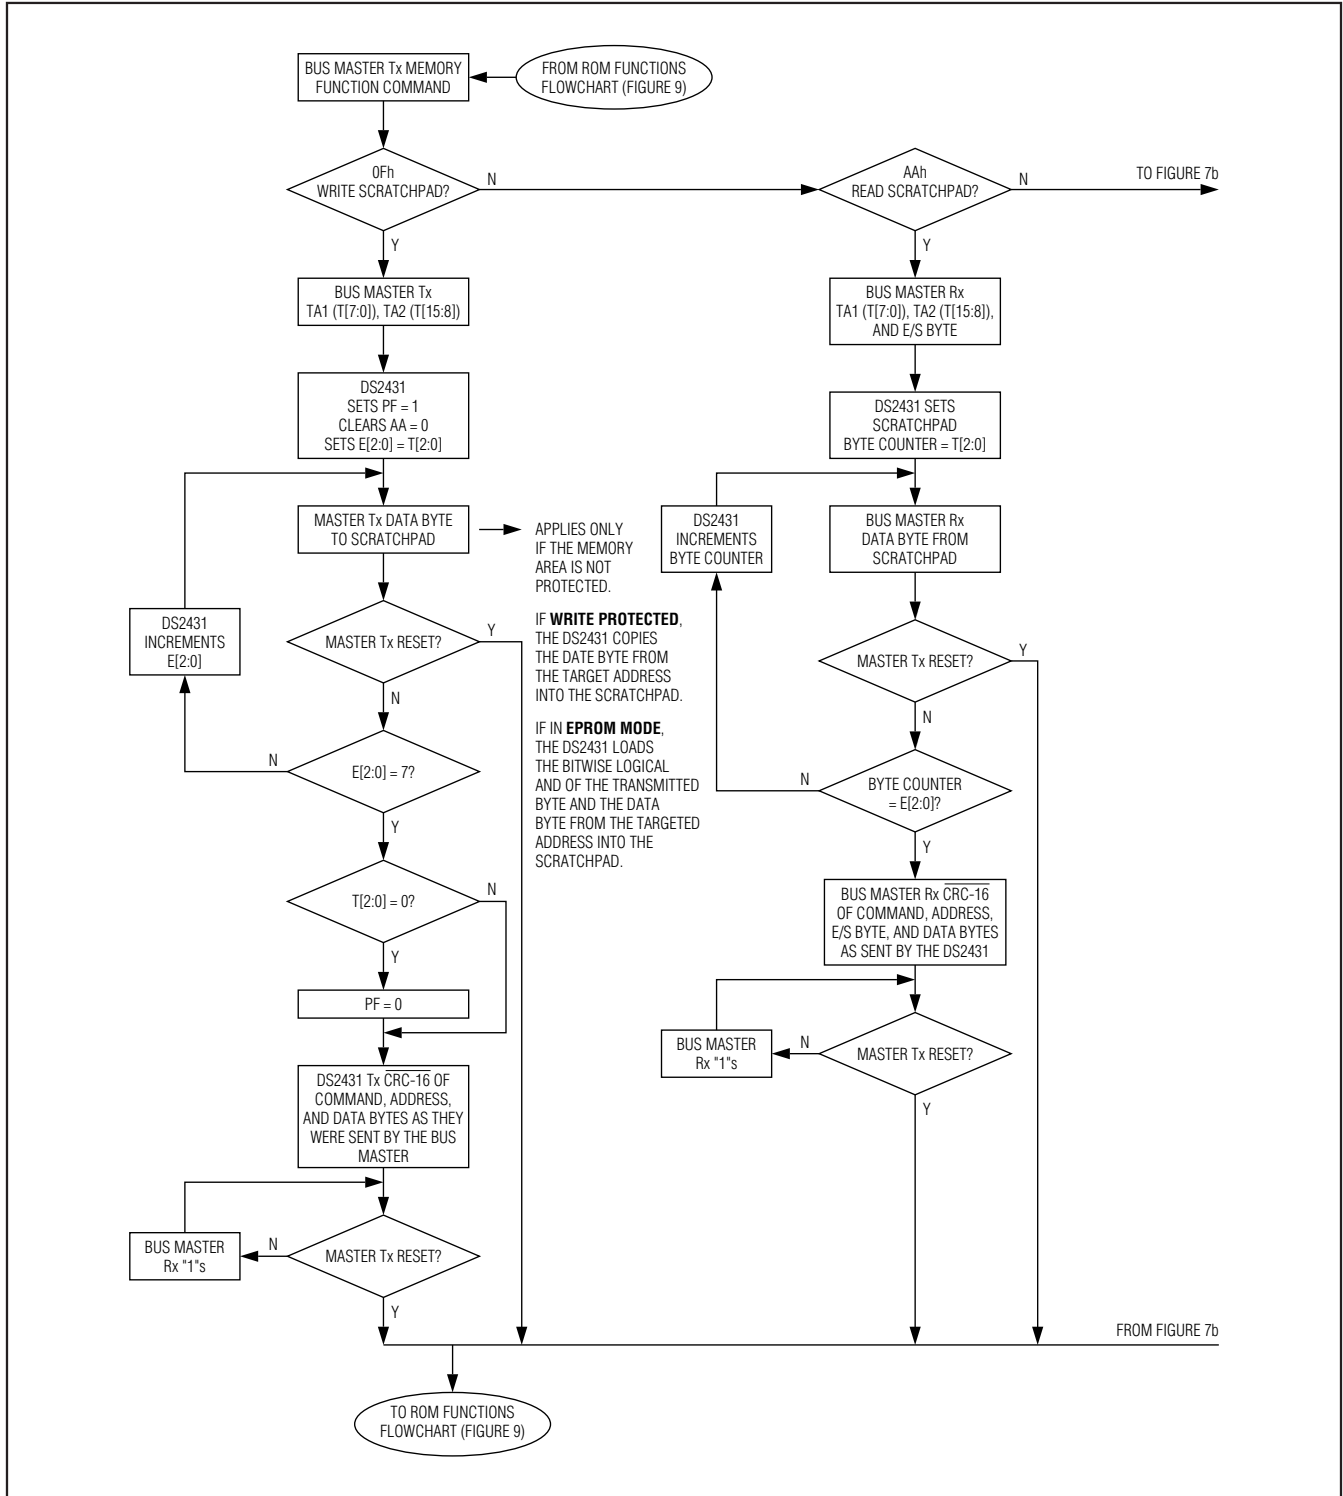 BUS MASTER Tx MEMORY
FUNCTION COMMAND
FROM ROM FUNCTIONS
FLOWCHART (FIGURE 9)
0Fh
WRITE SCRATCHPAD?
N
Y
AAh
READ SCRATCHPAD?
N
Y
TO FIGURE 7b
BUS MASTER Tx
TA1 (T[7:0]), TA2 (T[15:8])
DS2431
SETS PF = 1
CLEARS AA = 0
SETS E[2:0] = T[2:0]
MASTER Tx DATA BYTE
TO SCRATCHPAD
APPLIES ONLY
IF THE MEMORY
AREA IS NOT
PROTECTED.
IF WRITE PROTECTED,
THE DS2431 COPIES
THE DATE BYTE FROM
THE TARGET ADDRESS
INTO THE SCRATCHPAD.
IF IN EPROM MODE,
THE DS2431 LOADS
THE BITWISE LOGICAL
AND OF THE TRANSMITTED
BYTE AND THE DATA
BYTE FROM THE TARGETED
ADDRESS INTO THE
SCRATCHPAD.
DS2431
INCREMENTS
E[2:0]
MASTER Tx RESET?
Y
N
E[2:0] = 7?
N
Y
T[2:0] = 0?
N
Y
PF = 0
DS2431 Tx CRC-16 OF
COMMAND, ADDRESS,
AND DATA BYTES AS THEY
WERE SENT BY THE BUS
MASTER
BUS MASTER
Rx "1"s
N
MASTER Tx RESET?
Y
BUS MASTER Rx
TA1 (T[7:0]), TA2 (T[15:8]),
AND E/S BYTE
DS2431 SETS
SCRATCHPAD
BYTE COUNTER = T[2:0]
DS2431
INCREMENTS
BYTE COUNTER
BUS MASTER Rx
DATA BYTE FROM
SCRATCHPAD
MASTER Tx RESET?
Y
N
BYTE COUNTER
= E[2:0]?
N
Y
BUS MASTER Rx CRC-16
OF COMMAND, ADDRESS,
E/S BYTE, AND DATA BYTES
AS SENT BY THE DS2431
BUS MASTER
Rx "1"s
N
MASTER Tx RESET?
Y
FROM FIGURE 7b
TO ROM FUNCTIONS
FLOWCHART (FIGURE 9)